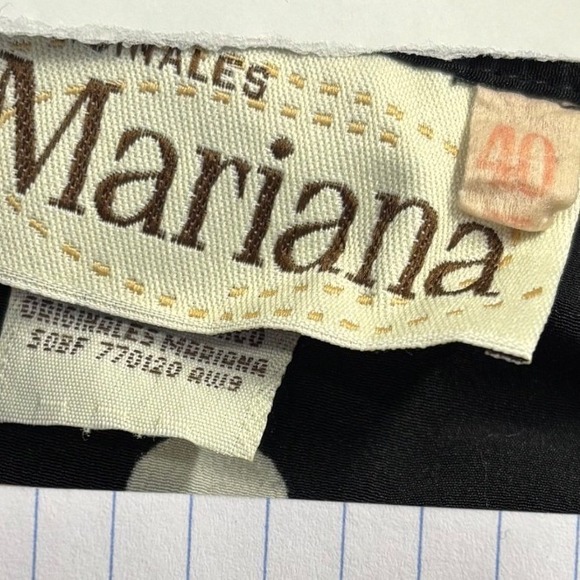 Mariana
40
ORIGINALES MARIANA
SOBF 770120 AU19